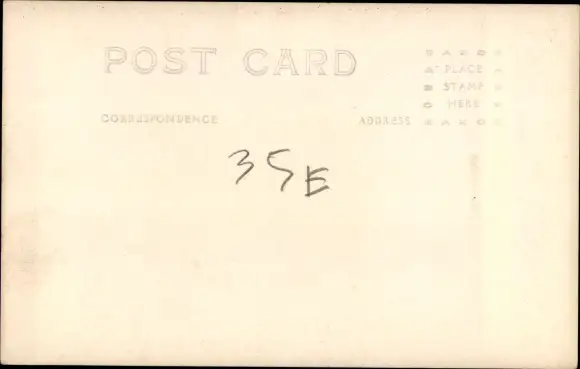 POST CARD
PLACE
STAMP
HERE
CORRESPONDENCE
ADDRESS
35E